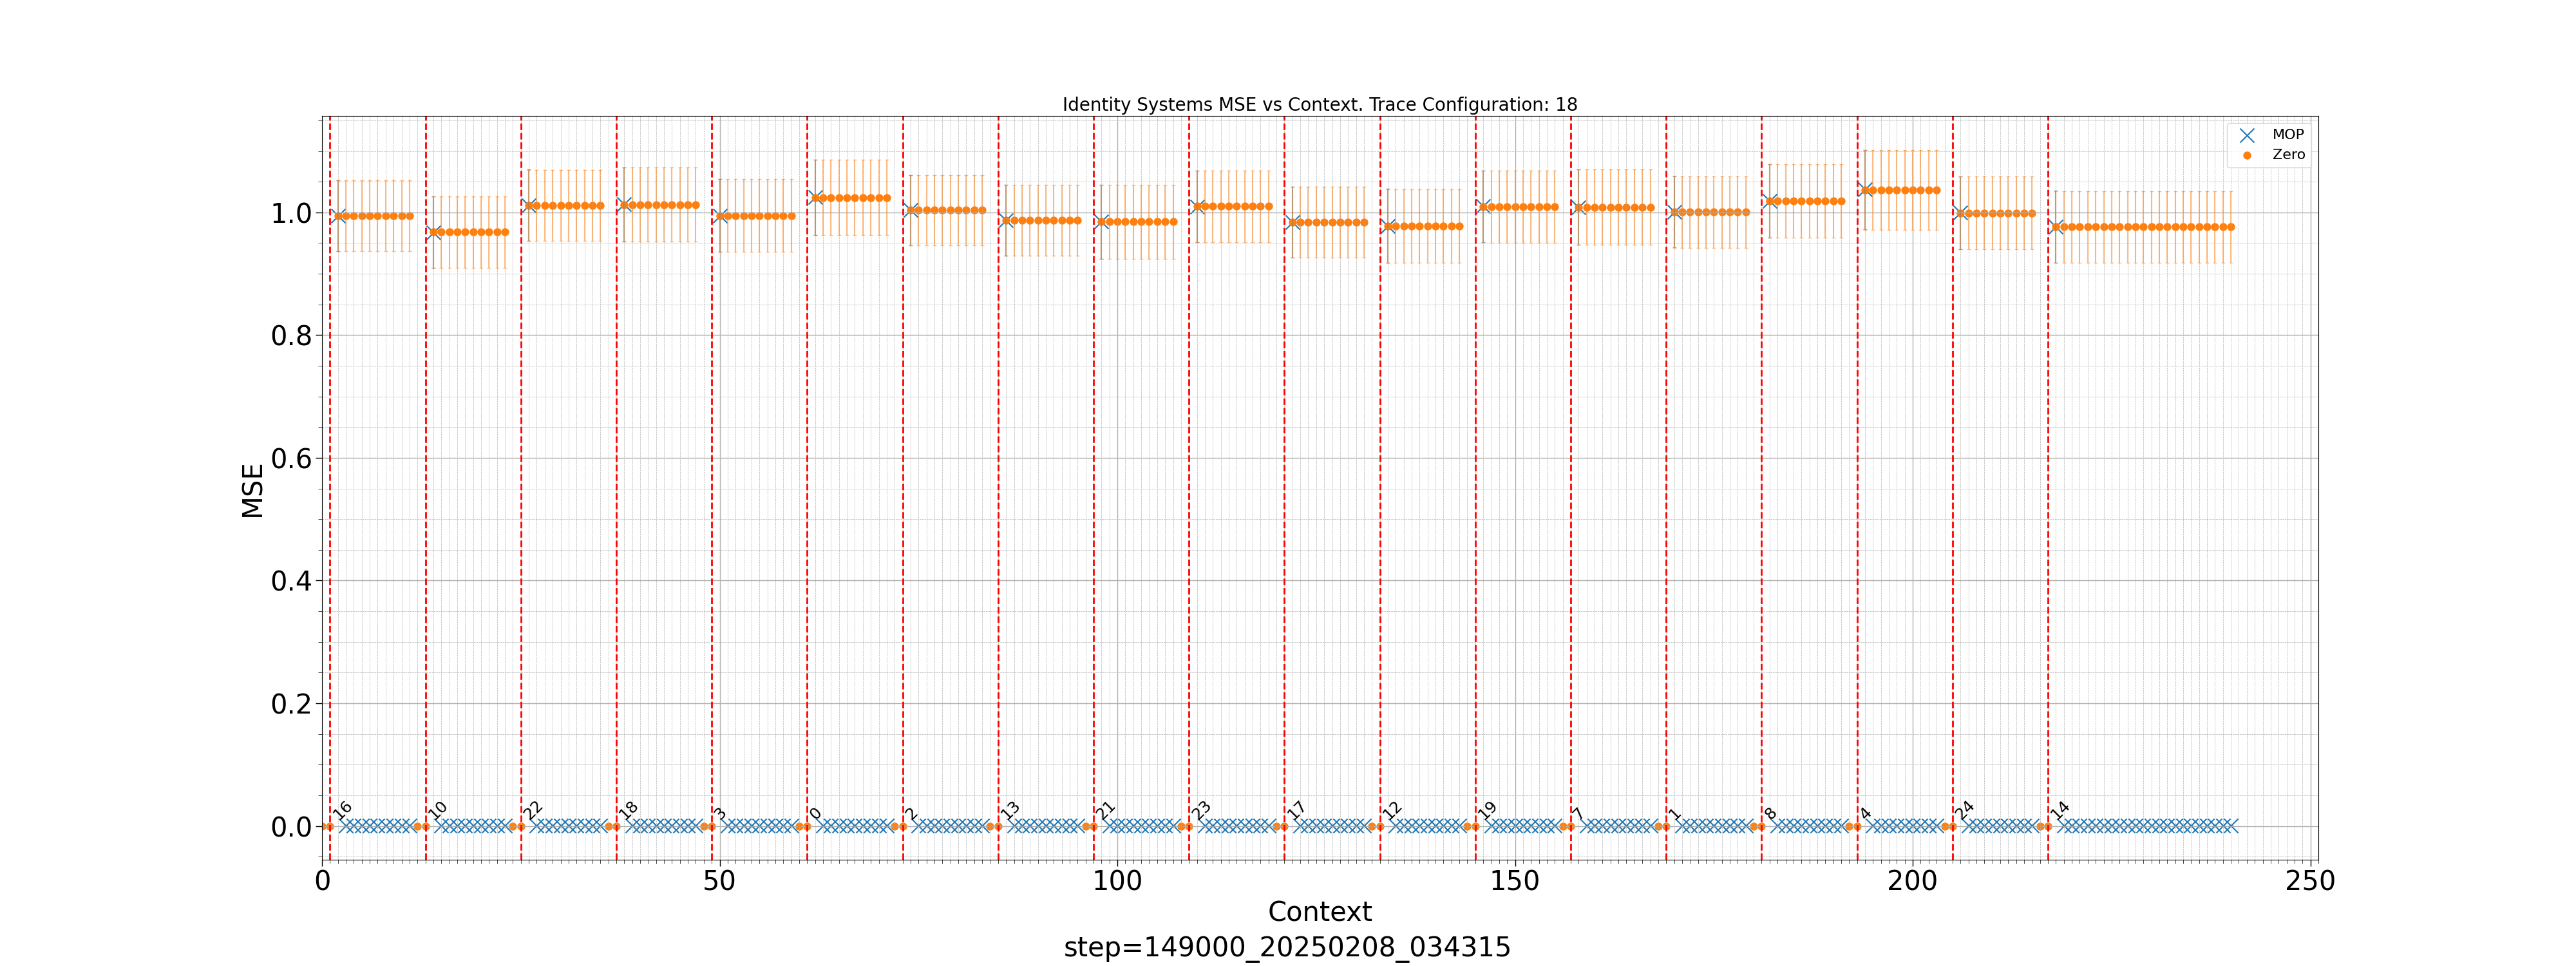 Identity Systems MSE vs Context. Trace Configuration: 18
MOP
Zero
1.0
0.8
0.6
0.4
0.2
0.0
MSE
16 10 22 18 3 0 2 13 21 23 17 12 19 7 1 8 4 24 14
0 50 100 150 200 250
Context
step=149000_20250208_034315